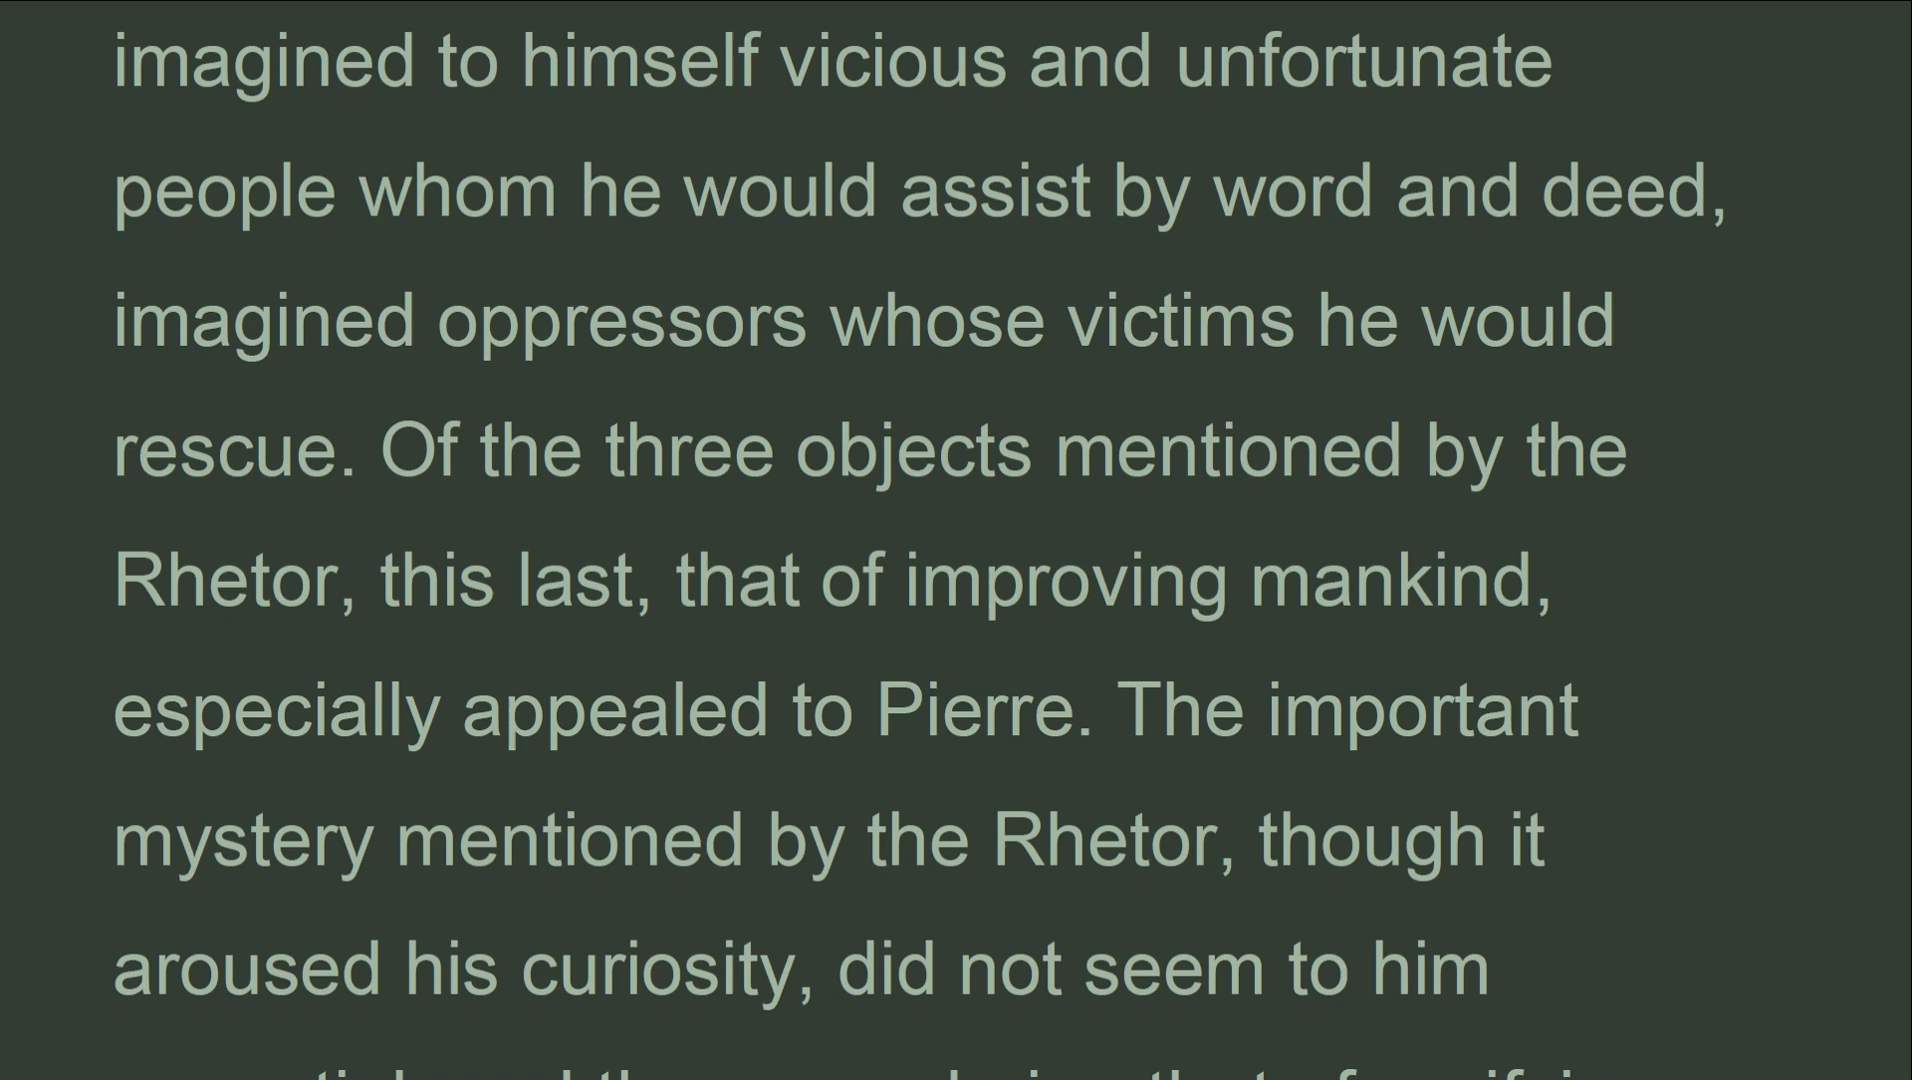 imagined to himself vicious and unfortunate
people whom he would assist by word and deed,
imagined oppressors whose victims he would
rescue. Of the three objects mentioned by the
Rhetor, this last, that of improving mankind,
especially appealed to Pierre. The important
mystery mentioned by the Rhetor, though it
aroused his curiosity, did not seem to him